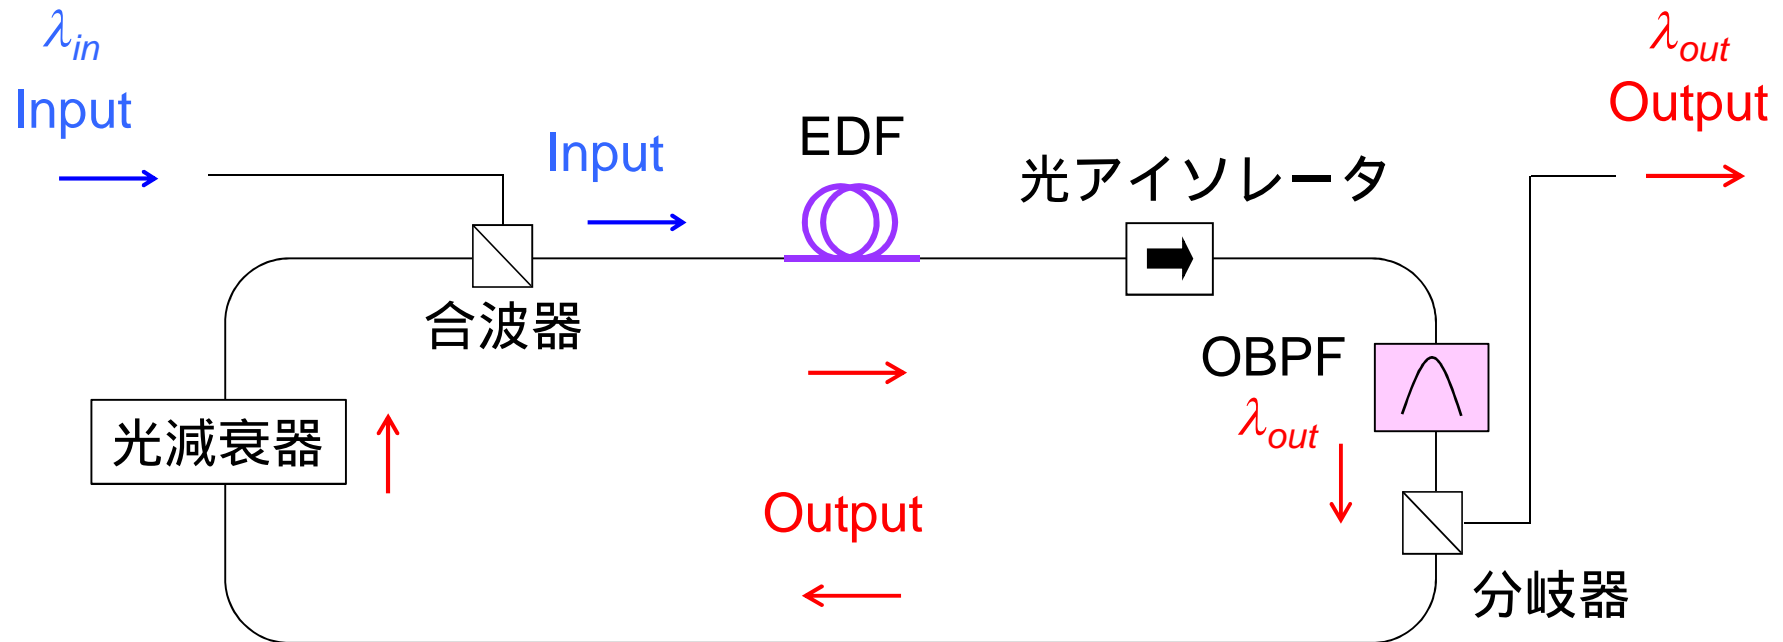 λin
Input
Input
EDF
光アイソレータ
λout
Output
合波器
OBPF
λout
光減衰器
Output
分岐器